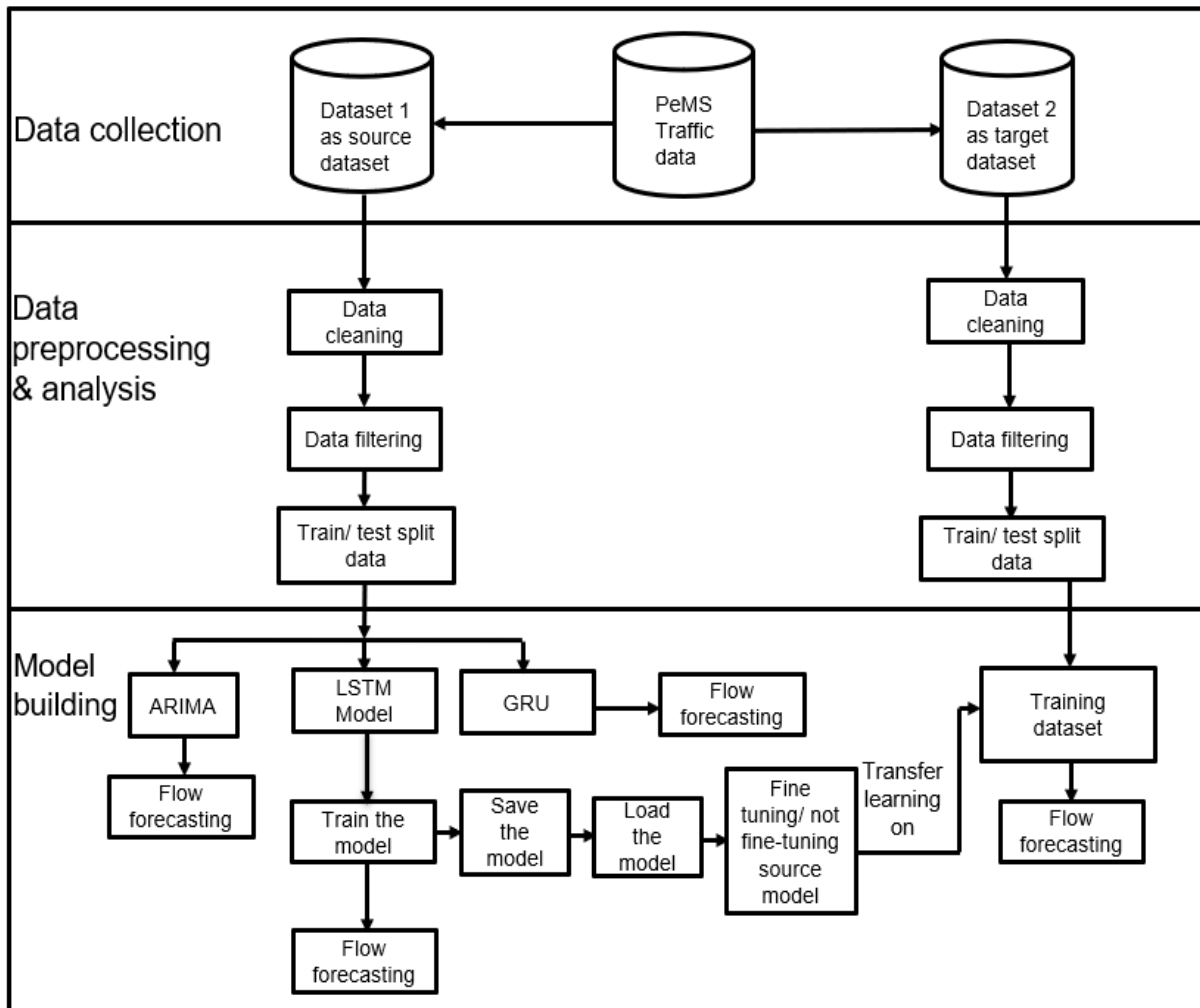 Data collection
Dataset 1
as source
dataset
PeMS
Traffic
data
Dataset 2
as target
dataset
Data
preprocessing
& analysis
Data
cleaning
Data filtering
Train/ test split
data
Data
cleaning
Data filtering
Train/ test split
data
Model
building
ARIMA
Flow
forecasting
LSTM
Model
GRU
Flow
forecasting
Train the
model
Flow
forecasting
Save
the
model
Load
the
model
Fine
tuning/ not
fine-tuning
source
model
Transfer
learning
on
Training
dataset
Flow
forecasting